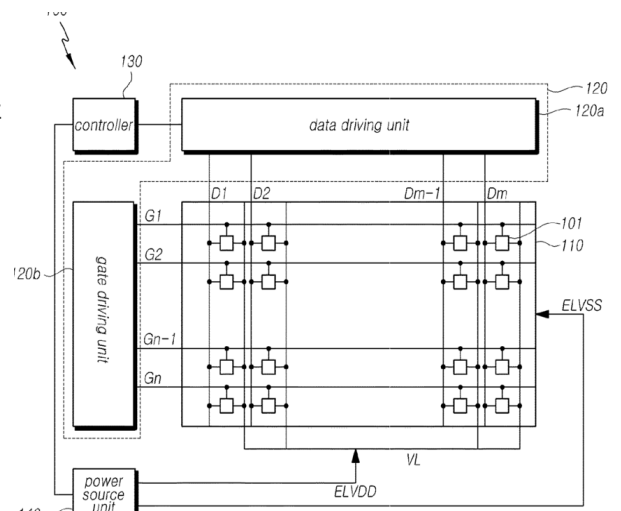 130
120
controller
data driving unit
120a
D1
D2
Dm-1
Dm
G1
101
110
G2
120b
gate driving unit
ELVSS
Gn-1
Gn
VL
power
source
unit
ELVDD